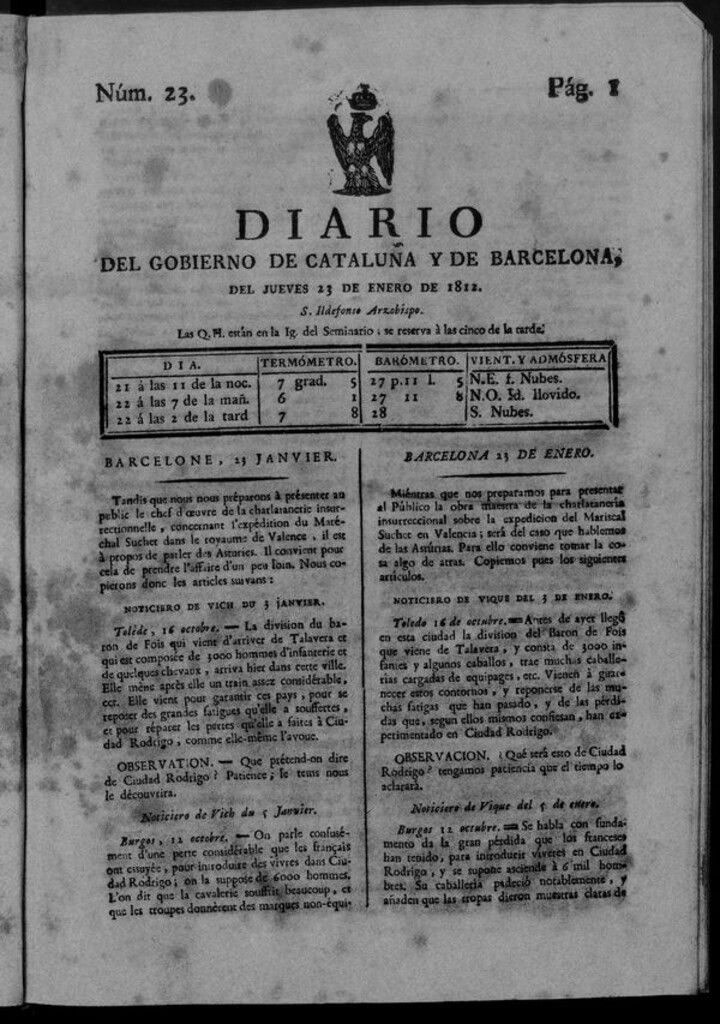 Núm. 23.
Pág. 1
DIARIO
DEL GOBIERNO DE CATALUÑA Y DE BARCELONA,
DEL JUEVES 23 DE ENERO DE 1812.
S. Ildefonso Arzobispo.
Las Q. H. están en la Ig. del Seminario; se reserva á las cinco de la tarde.
DIA. TERMÓMETRO. BARÓMETRO. VIENT. Y ADMÓSFERA
21 á las 11 de la noc. 7 grad. 5 27 p. 11 l. 5 N.E. f. Nubes.
22 á las 7 de la mañ. 6 1 27 11 8 N.O. Id. llovido.
22 á las 2 de la tard 7 8 28 S. Nubes.
BARCELONE, 23 JANVIER.
Tandis que nous nous préparons à présenter au
public le chef d'œuvre de la charlatanerie insur-
rectionnelle, concernant l'expédition du Maré-
chal Suchet dans le royaume de Valence, il est
à propos de parler des Asturies. Il convient pour
cela de prendre l'affaire d'un peu loin. Nous co-
pierons donc les articles suivans:
NOTICIERO DE VICH DU 3 JANVIER.
Tolède, 16 octobre. — La division du ba-
ron de Fois qui vient d'arriver de Talavera et
qui est composée de 3000 hommes d'infanterie et
de quelques chevaux, arriva hier dans cette ville.
Elle mène après elle un train assez considérable,
ect. Elle vient pour garantir ces pays, pour se
reposer des grandes fatigues qu'elle a souffertes,
et pour réparer les pertes qu'elle a faites à Ciu-
dad Rodrigo, comme elle-même l'avoue.
OBSERVATION. — Que prétend-on dire
de Ciudad Rodrigo? Patience; le tems nous
le découvrira.
Noticiero de Vich du 5 Janvier.
Burgos, 12 octobre. — On parle confusé-
ment d'une perte considérable que les français
ont essuyée, pour introduire des vivres dans Ciu-
dad Rodrigo; on la suppose de 6000 hommes.
L'on dit que la cavalerie souffrit beaucoup, et
que les troupes donnèrent des marques non-équi-
BARCELONA 23 DE ENERO.
Miéntras que nos preparamos para presentar
al Público la obra maestra de la charlatanería
insurreccional sobre la expedicion del Mariscal
Suchet en Valencia; será del caso que hablemos
de las Astúrias. Para ello conviene tomar la co-
sa algo de atras. Copiemos pues los siguientes
artículos.
NOTICIERO DE VIQUE DEL 3 DE ENERO.
Toledo 16 de octubre.= Antes de ayer llegó
en esta ciudad la division del Baron de Fois
que viene de Talavera, y consta de 3000 in-
fantes y algunos caballos, trae muchas caballe-
rías cargadas de equipages, etc. Vienen á guar-
necer estos contornos, y reponerse de las mu-
chas fatigas que han pasado, y de las pérdi-
das que, segun ellos mismos confiesan, han ex-
perimentado en Ciudad Rodrigo.
OBSERVACION. ¿Qué será esto de Ciudad
Rodrigo? tengamos paciencia que el tiempo lo
aclarará.
Noticiero de Vique del 5 de enero.
Burgos 12 octubre.= Se habla con funda-
mento da la gran pérdida que los franceses
han tenido, para introducir víveres en Ciudad
Rodrigo, y se supone asciende á 6 mil hom-
bres. Su caballería padeció notablemente, y
añaden que las tropas dieron muestras claras de